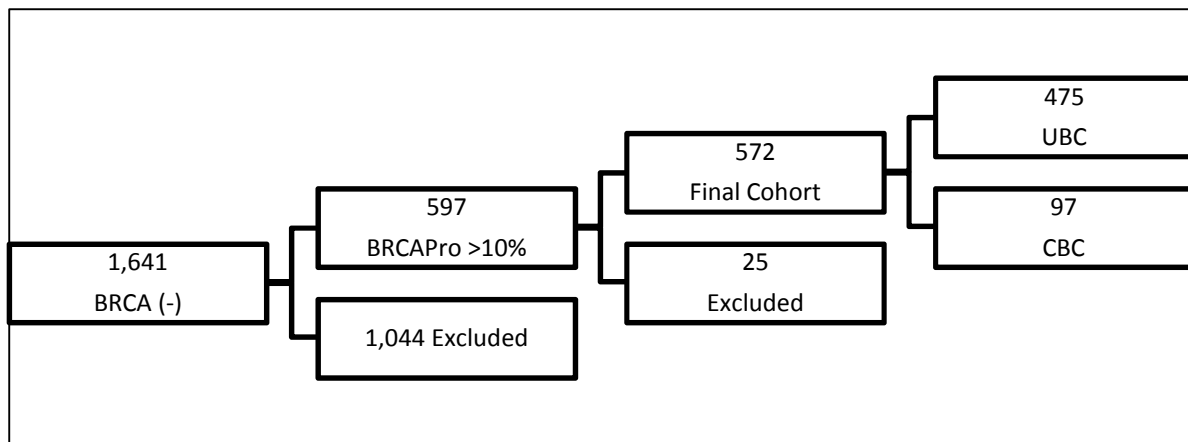 1,641
BRCA (-)
597
BRCAPro >10%
1,044 Excluded
572
Final Cohort
25
Excluded
475
UBC
97
CBC